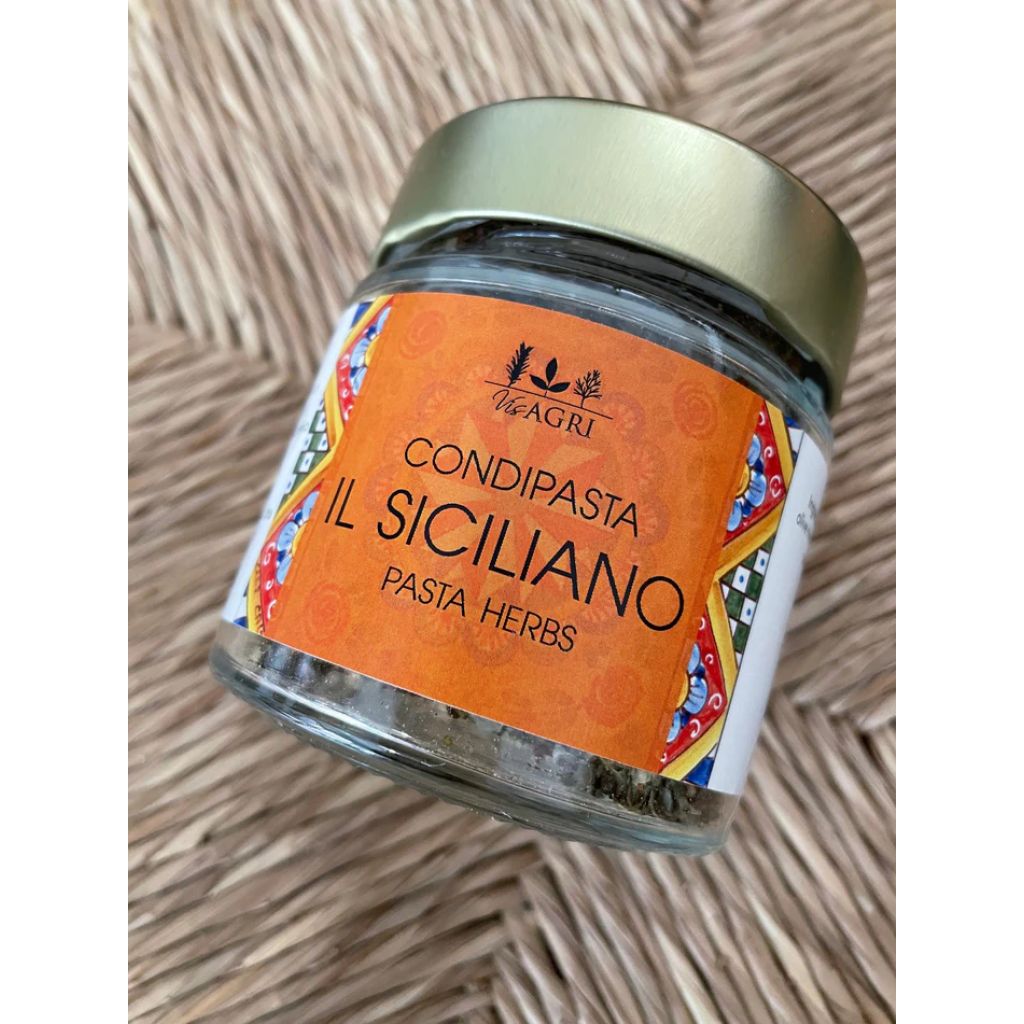 VisAGRI
CONDIPASTA
IL SICILIANO
PASTA HERBS